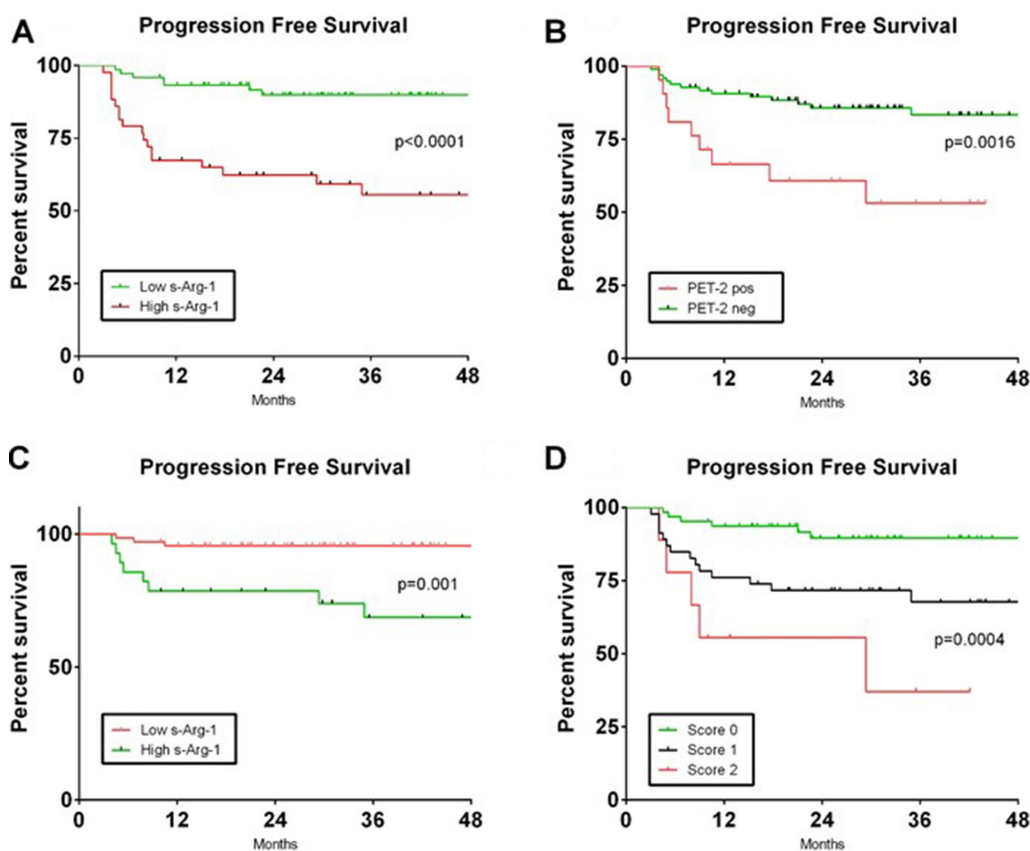 A
Progression Free Survival
Percent survival
100
75
50
25
0
p<0.0001
Low s-Arg-1
High s-Arg-1
0 12 24 36 48
Months
B
Progression Free Survival
Percent survival
100
75
50
25
0
p=0.0016
PET-2 pos
PET-2 neg
0 12 24 36 48
Months
C
Progression Free Survival
Percent survival
100
50
0
p=0.001
Low s-Arg-1
High s-Arg-1
0 12 24 36 48
Months
D
Progression Free Survival
Percent survival
100
75
50
25
0
p=0.0004
Score 0
Score 1
Score 2
0 12 24 36 48
Months